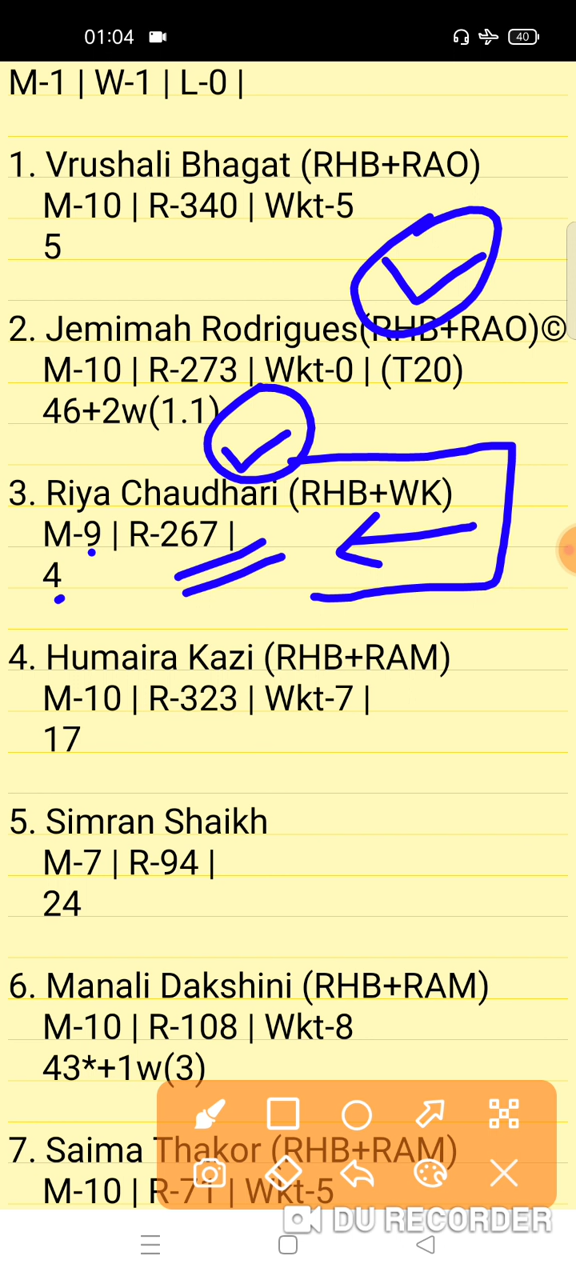 01:04
40
M-1 | W-1 | L-0 |
1. Vrushali Bhagat (RHB+RAO)
M-10 | R-340 | Wkt-5
5
2. Jemimah Rodrigues(RHB+RAO)©
M-10 | R-273 | Wkt-0 | (T20)
46+2w(1.1)
3. Riya Chaudhari (RHB+WK)
M-9 | R-267 |
4
4. Humaira Kazi (RHB+RAM)
M-10 | R-323 | Wkt-7 |
17
5. Simran Shaikh
M-7 | R-94 |
24
6. Manali Dakshini (RHB+RAM)
M-10 | R-108 | Wkt-8
43*+1w(3)
7. Saima Thakor (RHB+RAM)
M-10 | R-71 | Wkt-5
DU RECORDER